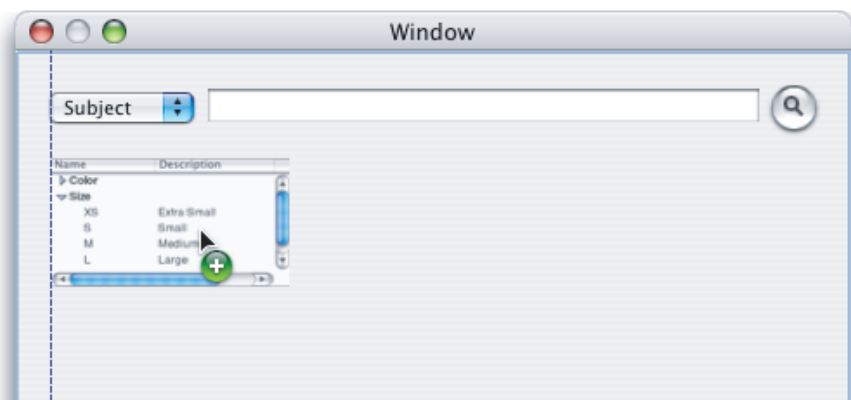 Window
Subject
Name Description
Color
Size
XS Extra Small
S Small
M Medium
L Large